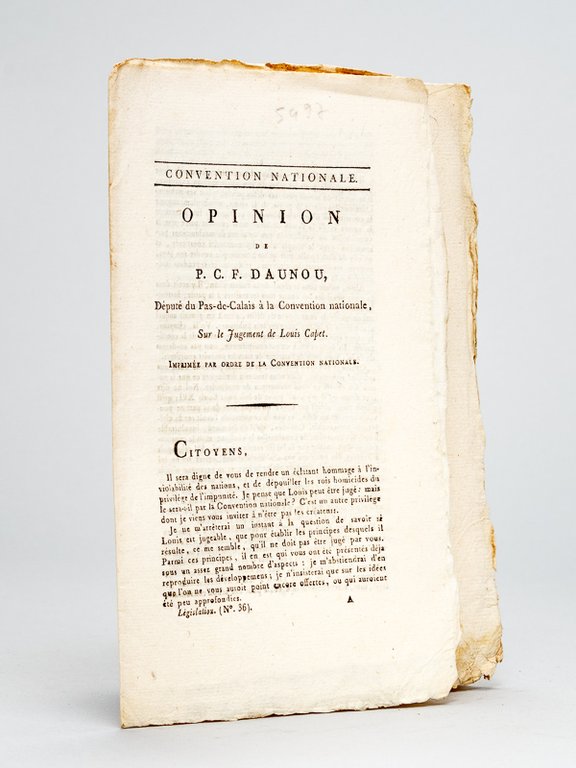 5997
CONVENTION NATIONALE.
OPINION
DE
P. C. F. DAUNOU,
Député du Pas-de-Calais à la Convention nationale,
Sur le Jugement de Louis Capet.
IMPRIMÉE PAR ORDRE DE LA CONVENTION NATIONALE.
CITOYENS,
Il sera digne de vous de rendre un éclatant hommage à l'in-
violabilité des nations, et de dépouiller les rois homicides du
privilège de l'impunité. Je pense que Louis peut être jugé : mais
le sera-t-il par la Convention nationale ? C'est un autre privilège
dont je viens vous inviter à n'être pas les créateurs.
Je ne m'arrêterai un instant à la question de savoir si
Louis est jugeable, que pour établir les principes desquels il
résulte, ce me semble, qu'il ne doit pas être jugé par vous.
Parmi ces principes, il en est qui vous ont été présentés déja
sous un assez grand nombre d'aspects : je m'abstiendrai d'en
reproduire les développemens ; je n'insisterai que sur les idées
que l'on ne vous auroit point encore offertes, ou qui auroient
été peu approfondies.
Législation. (N°. 36). A